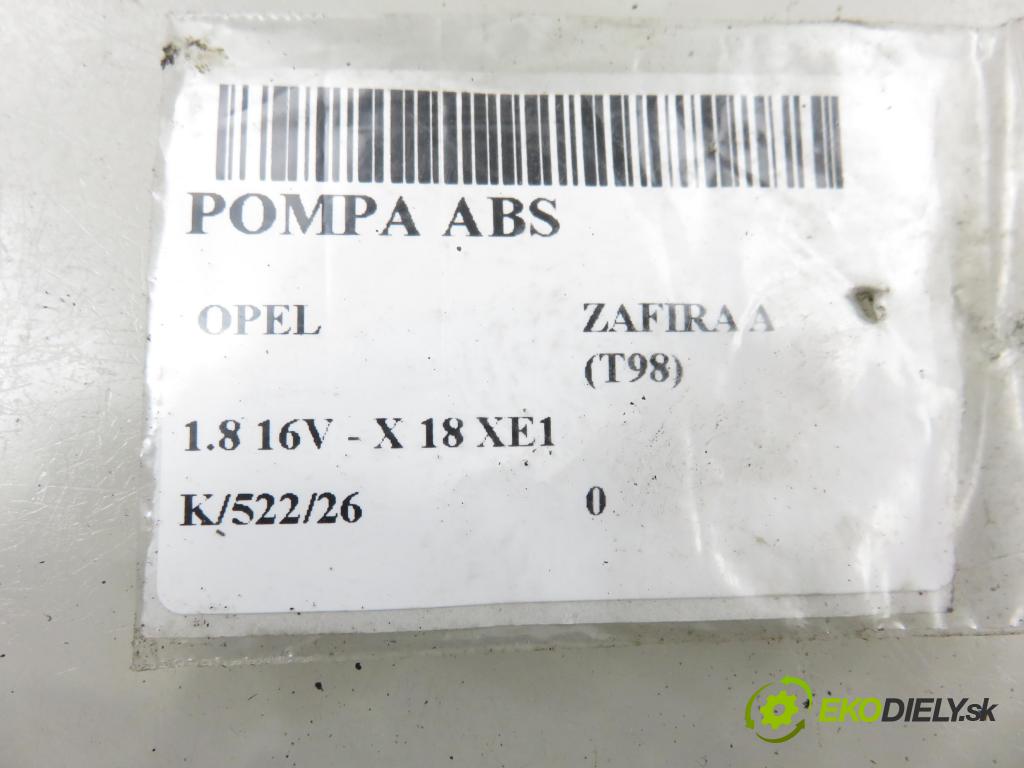 POMPA ABS
OPEL ZAFIRA A
(T98)
1.8 16V - X 18 XE1
K/522/26 0
EKODIELY.sk